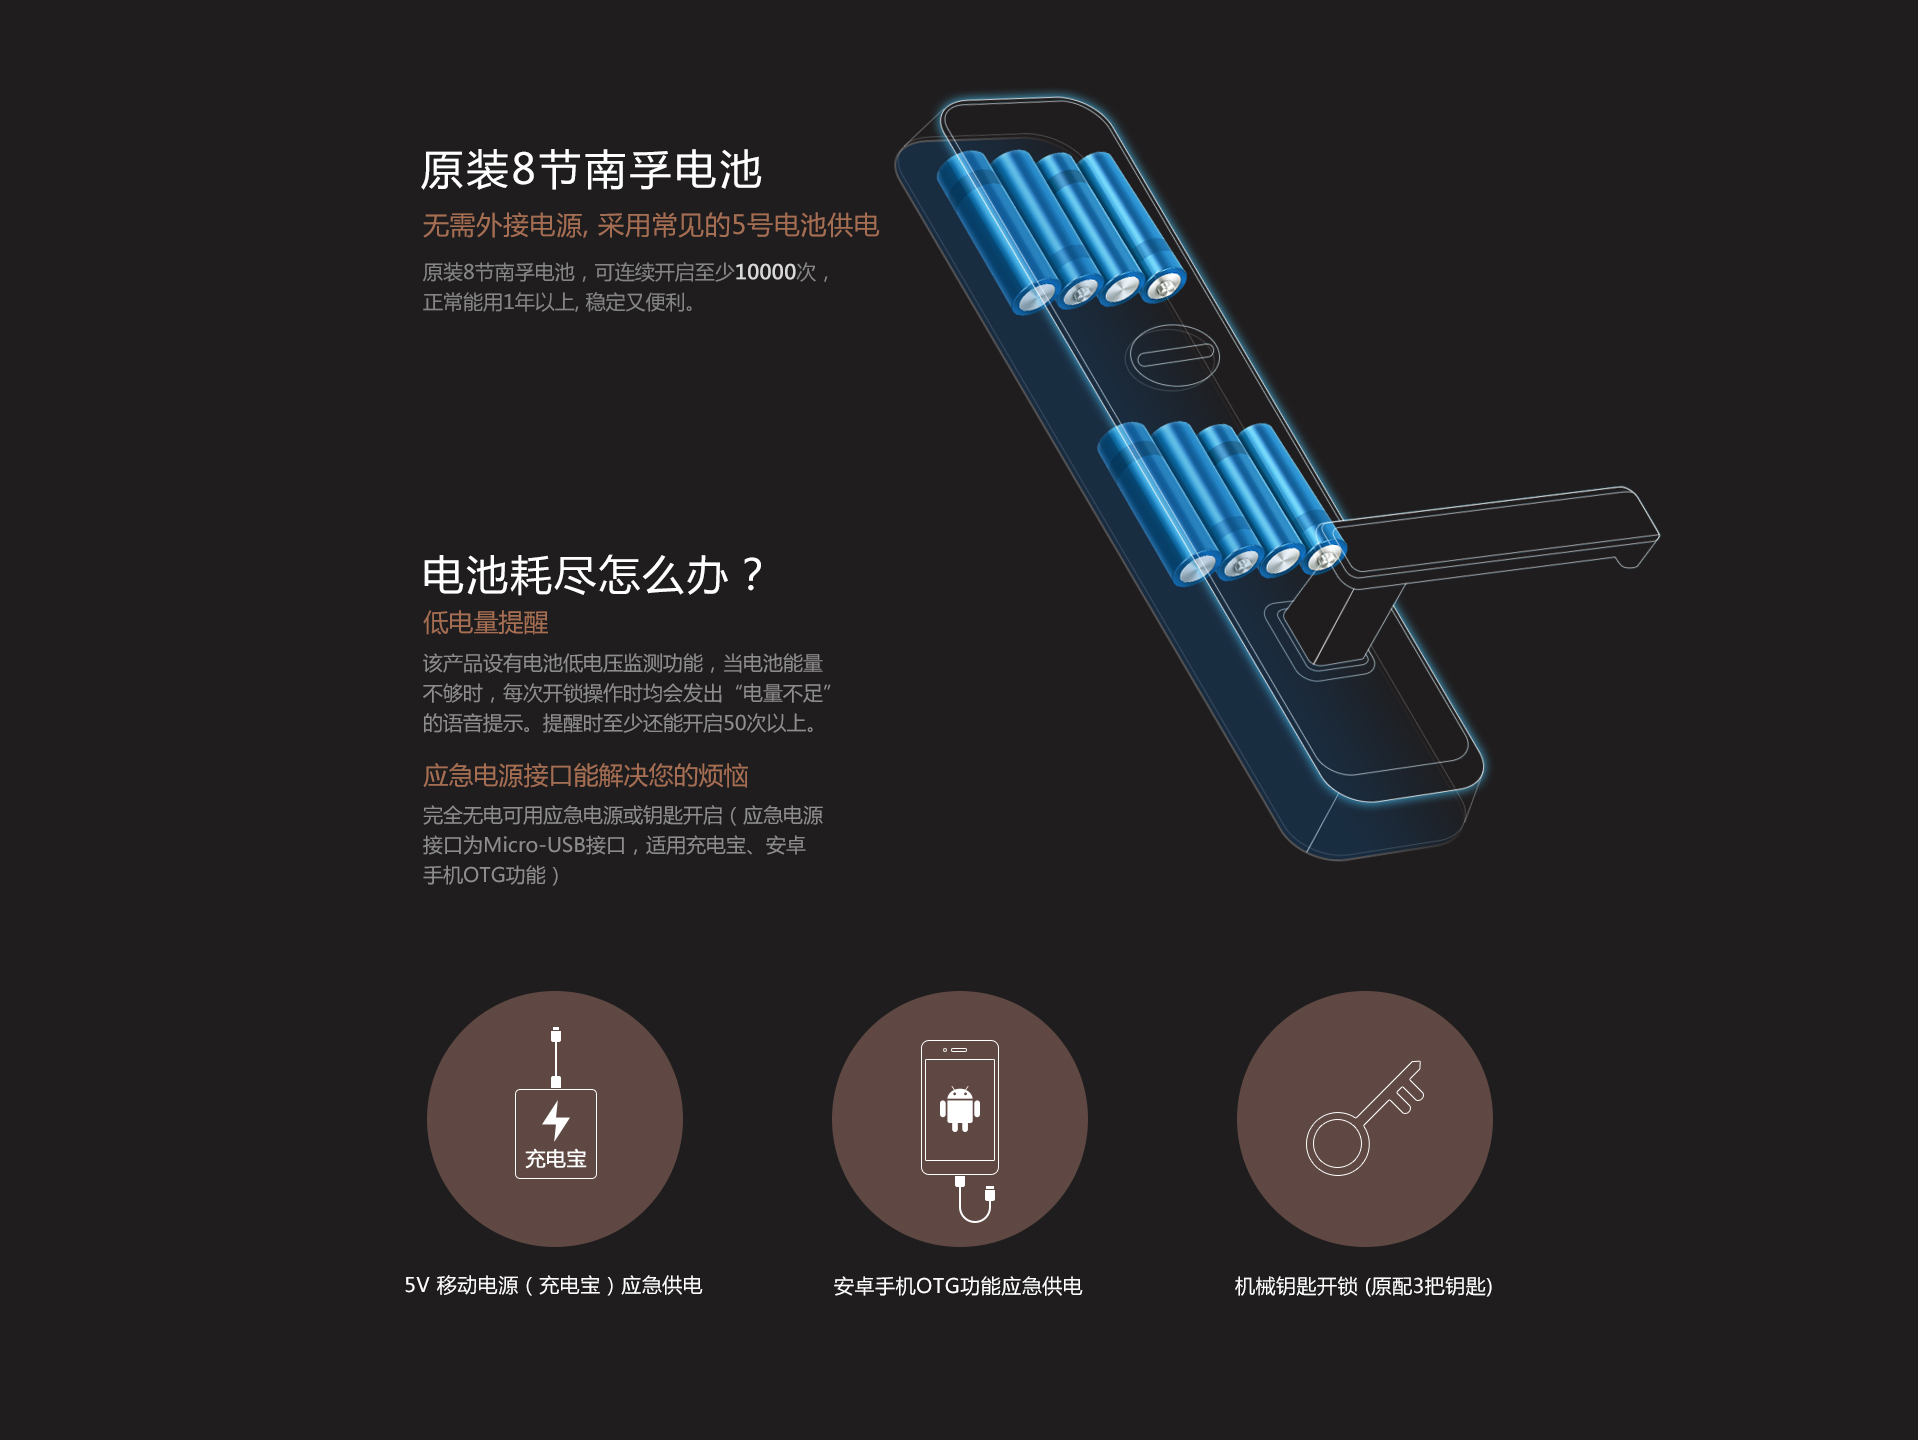 原装8节南孚电池
无需外接电源, 采用常见的5号电池供电
原装8节南孚电池，可连续开启至少10000次，
正常能用1年以上, 稳定又便利。
电池耗尽怎么办？
低电量提醒
该产品设有电池低电压监测功能，当电池能量
不够时，每次开锁操作时均会发出“电量不足”
的语音提示。提醒时至少还能开启50次以上。
应急电源接口能解决您的烦恼
完全无电可用应急电源或钥匙开启（应急电源
接口为Micro-USB接口，适用充电宝、安卓
手机OTG功能）
充电宝
5V 移动电源（充电宝）应急供电
安卓手机OTG功能应急供电
机械钥匙开锁 (原配3把钥匙)